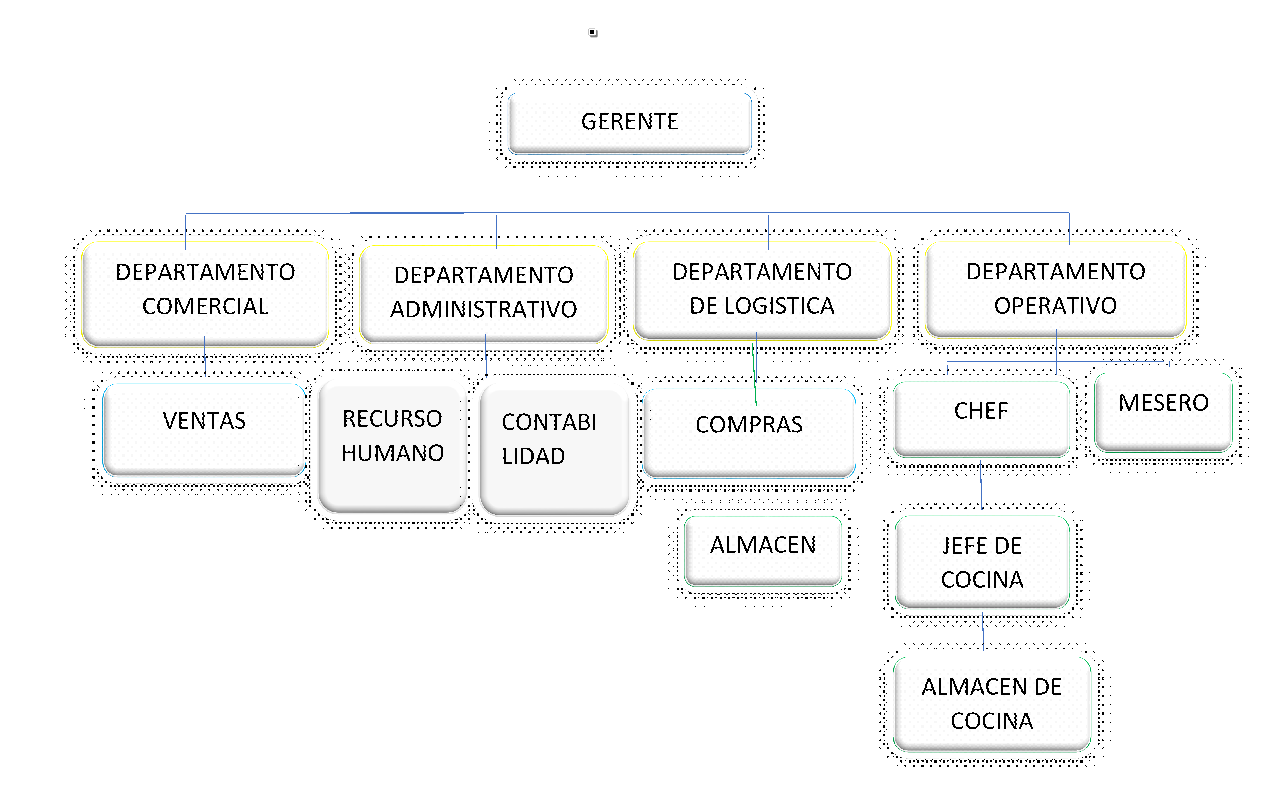 GERENTE
DEPARTAMENTO
COMERCIAL
DEPARTAMENTO
ADMINISTRATIVO
DEPARTAMENTO
DE LOGISTICA
DEPARTAMENTO
OPERATIVO
VENTAS
RECURSO
HUMANO
CONTABI
LIDAD
COMPRAS
CHEF
MESERO
ALMACEN
JEFE DE
COCINA
ALMACEN DE
COCINA